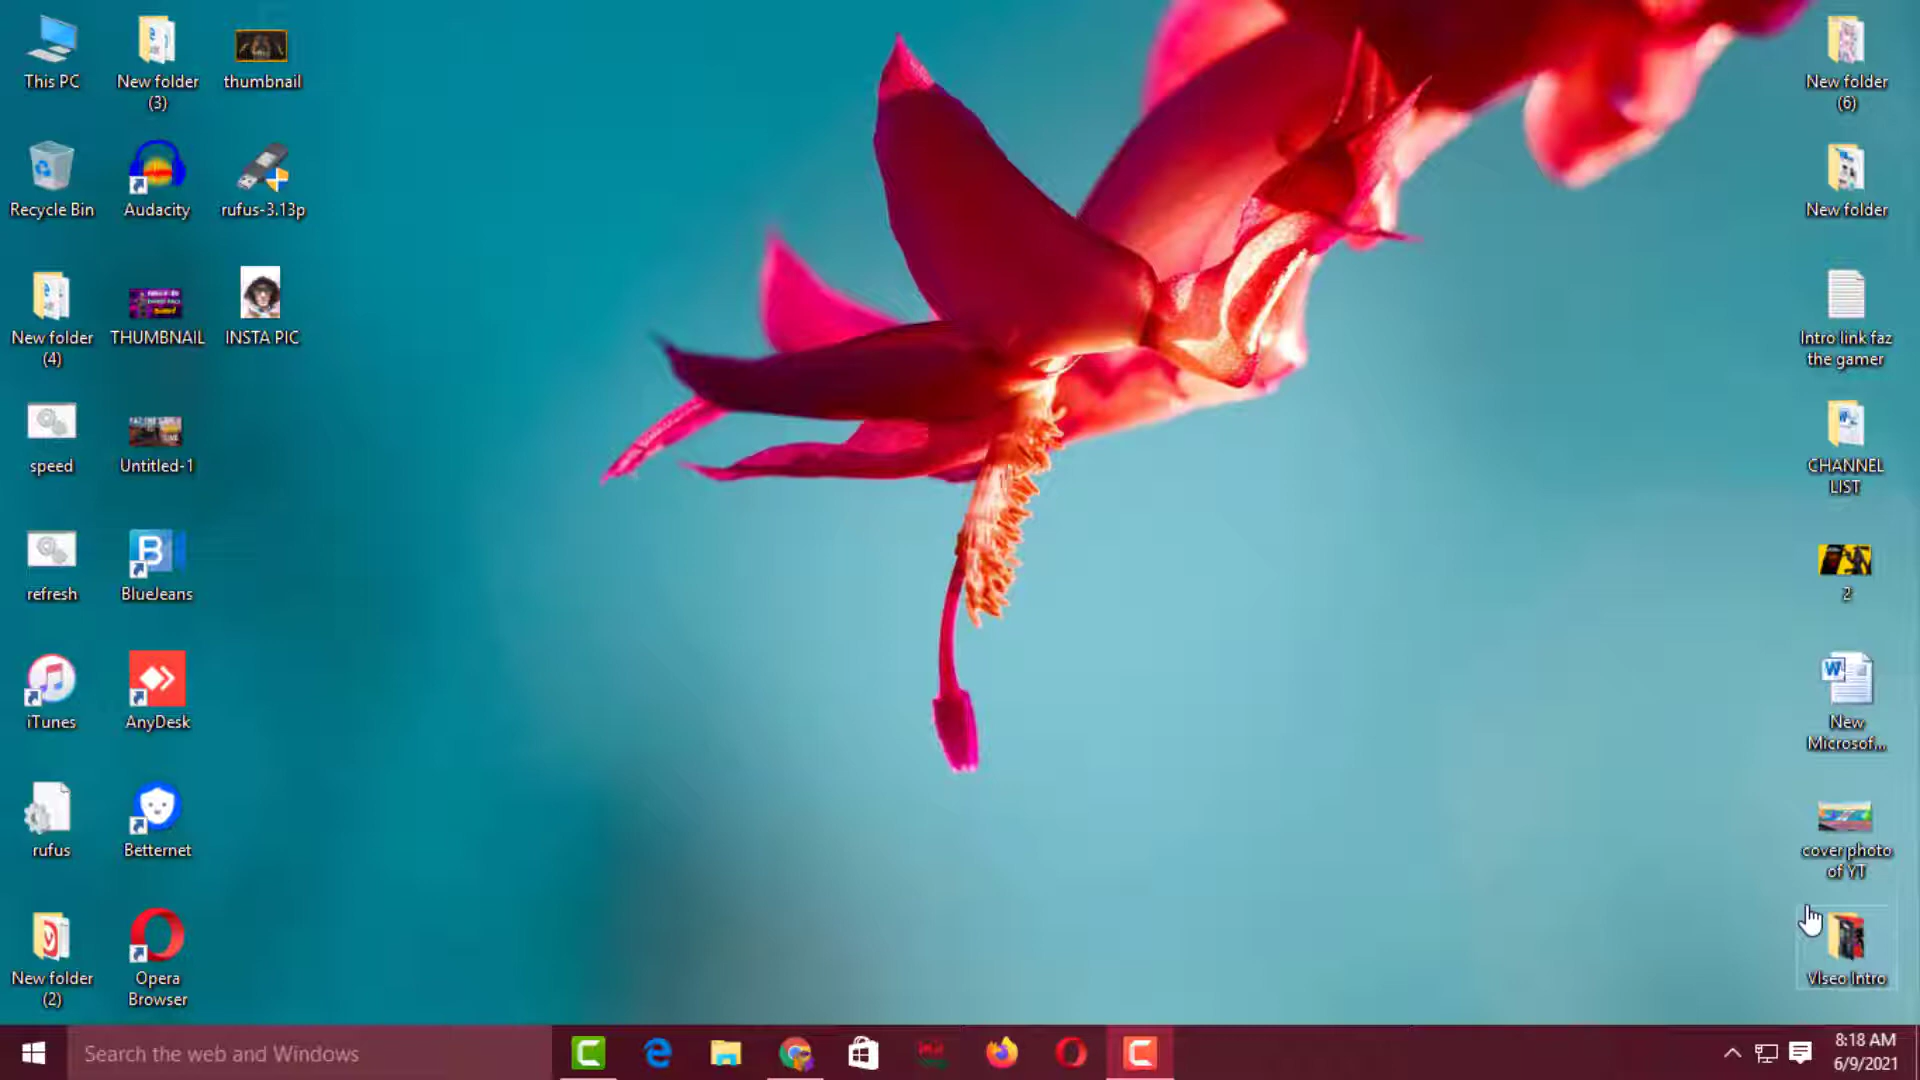 This PC
New folder
(3)
thumbnail
Recycle Bin
Audacity
rufus-3.13p
New folder
(4)
THUMBNAIL
INSTA PIC
speed
Untitled-1
refresh
BlueJeans
iTunes
AnyDesk
rufus
Betternet
New folder
(2)
Opera
Browser
New folder
(6)
New folder
Intro link faz
the gamer
CHANNEL
LIST
2
New
Microsof...
cover photo
of YT
VIseo Intro
Search the web and Windows
8:18 AM
6/9/2021